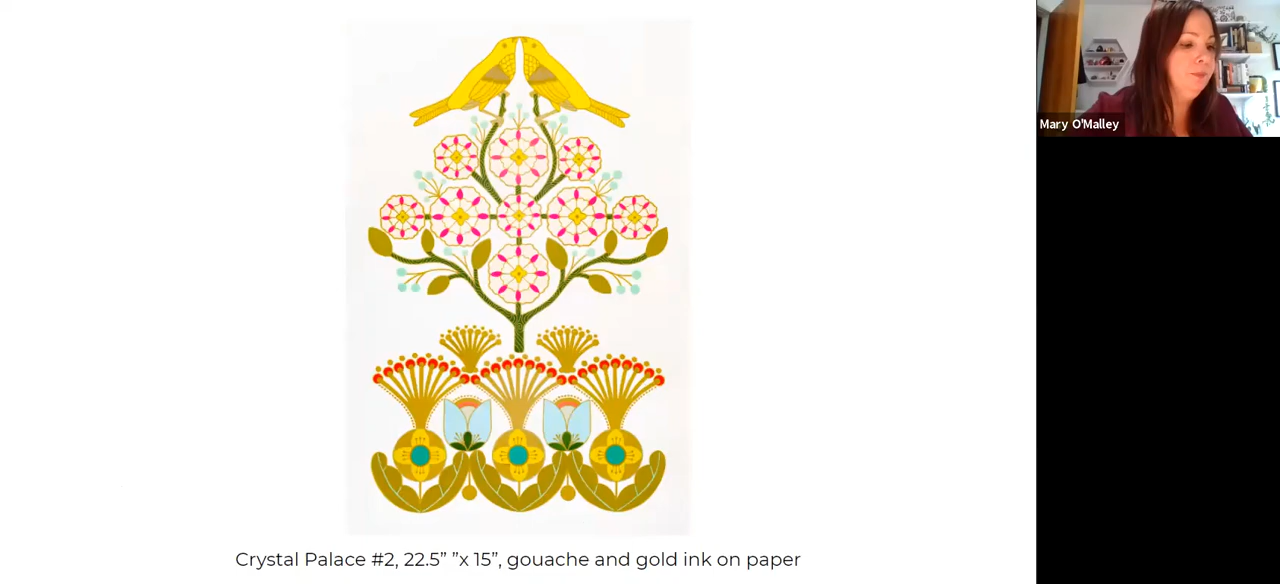 Mary O'Malley
Crystal Palace #2, 22.5” ”x 15”, gouache and gold ink on paper